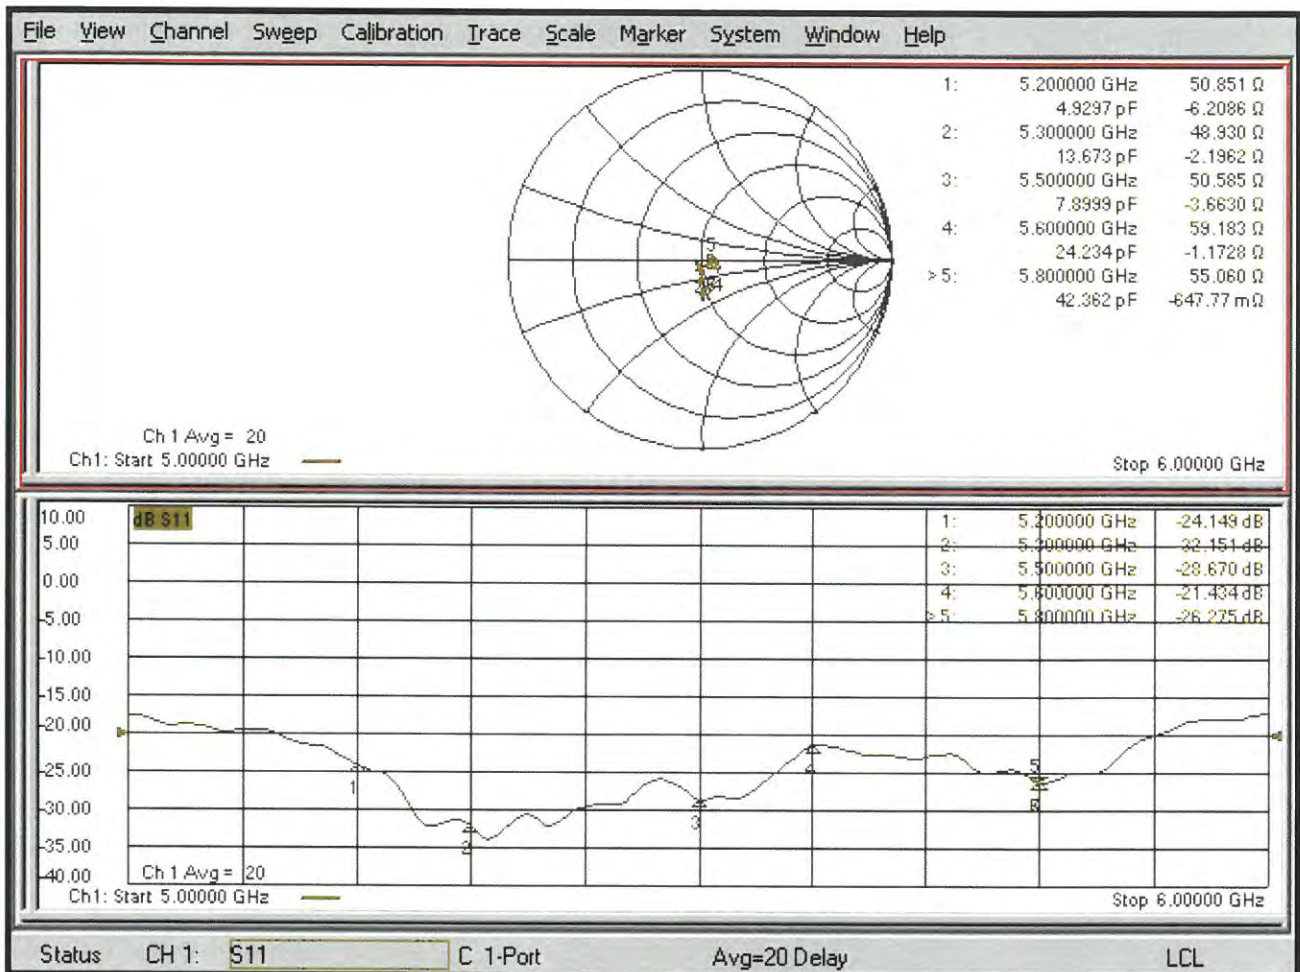 File View Channel Sweep Calibration Trace Scale Marker System Window Help
1: 5.200000 GHz 50.851 Ω
4.9297 pF -6.2086 Ω
2: 5.300000 GHz 48.930 Ω
13.673 pF -2.1962 Ω
3: 5.500000 GHz 50.585 Ω
7.8999 pF -3.6630 Ω
4: 5.600000 GHz 59.183 Ω
24.234 pF -1.1728 Ω
> 5: 5.800000 GHz 55.060 Ω
42.362 pF -647.77 mΩ
5
Ch 1 Avg = 20
Ch1: Start 5.00000 GHz
Stop 6.00000 GHz
10.00 dB S11
5.00
0.00
-5.00
-10.00
-15.00
-20.00
-25.00
-30.00
-35.00
-40.00
1: 5.200000 GHz -24.149 dB
2: 5.300000 GHz -32.151 dB
3: 5.500000 GHz -28.670 dB
4: 5.600000 GHz -21.434 dB
> 5: 5.800000 GHz -26.275 dB
1
2
3
4
5
Ch 1 Avg = 20
Ch1: Start 5.00000 GHz
Stop 6.00000 GHz
Status CH 1: S11 C 1-Port Avg=20 Delay LCL